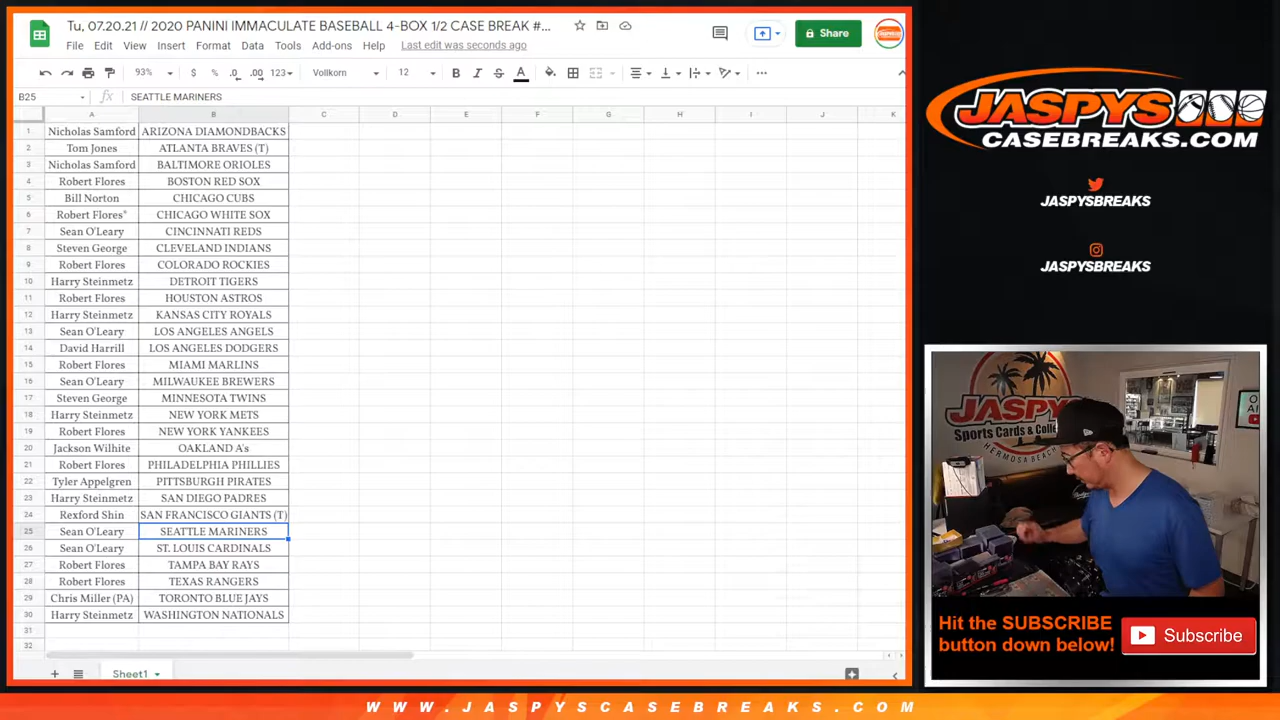 Tu, 07.20.21 // 2020 PANINI IMMACULATE BASEBALL 4-BOX 1/2 CASE BREAK #...
File Edit View Insert Format Data Tools Add-ons Help Last edit was seconds ago
Share
93% $ % .0 .00 123 Vollkorn 12 B I S A
B25 fx SEATTLE MARINERS
A B C D E F G H I J K
1 Nicholas Samford ARIZONA DIAMONDBACKS
2 Tom Jones ATLANTA BRAVES (T)
3 Nicholas Samford BALTIMORE ORIOLES
4 Robert Flores BOSTON RED SOX
5 Bill Norton CHICAGO CUBS
6 Robert Flores* CHICAGO WHITE SOX
7 Sean O'Leary CINCINNATI REDS
8 Steven George CLEVELAND INDIANS
9 Robert Flores COLORADO ROCKIES
10 Harry Steinmetz DETROIT TIGERS
11 Robert Flores HOUSTON ASTROS
12 Harry Steinmetz KANSAS CITY ROYALS
13 Sean O'Leary LOS ANGELES ANGELS
14 David Harrill LOS ANGELES DODGERS
15 Robert Flores MIAMI MARLINS
16 Sean O'Leary MILWAUKEE BREWERS
17 Steven George MINNESOTA TWINS
18 Harry Steinmetz NEW YORK METS
19 Robert Flores NEW YORK YANKEES
20 Jackson Wilhite OAKLAND A's
21 Robert Flores PHILADELPHIA PHILLIES
22 Tyler Appelgren PITTSBURGH PIRATES
23 Harry Steinmetz SAN DIEGO PADRES
24 Rexford Shin SAN FRANCISCO GIANTS (T)
25 Sean O'Leary SEATTLE MARINERS
26 Sean O'Leary ST. LOUIS CARDINALS
27 Robert Flores TAMPA BAY RAYS
28 Robert Flores TEXAS RANGERS
29 Chris Miller (PA) TORONTO BLUE JAYS
30 Harry Steinmetz WASHINGTON NATIONALS
31
32
Sheet1
JASPYS
CASEBREAKS.COM
JASPYSBREAKS
JASPYSBREAKS
JASPYS
Sports Cards & Colle
HERMOSA BEACH
Hit the SUBSCRIBE
button down below!
Subscribe
WWW.JASPYSCASEBREAKS.COM